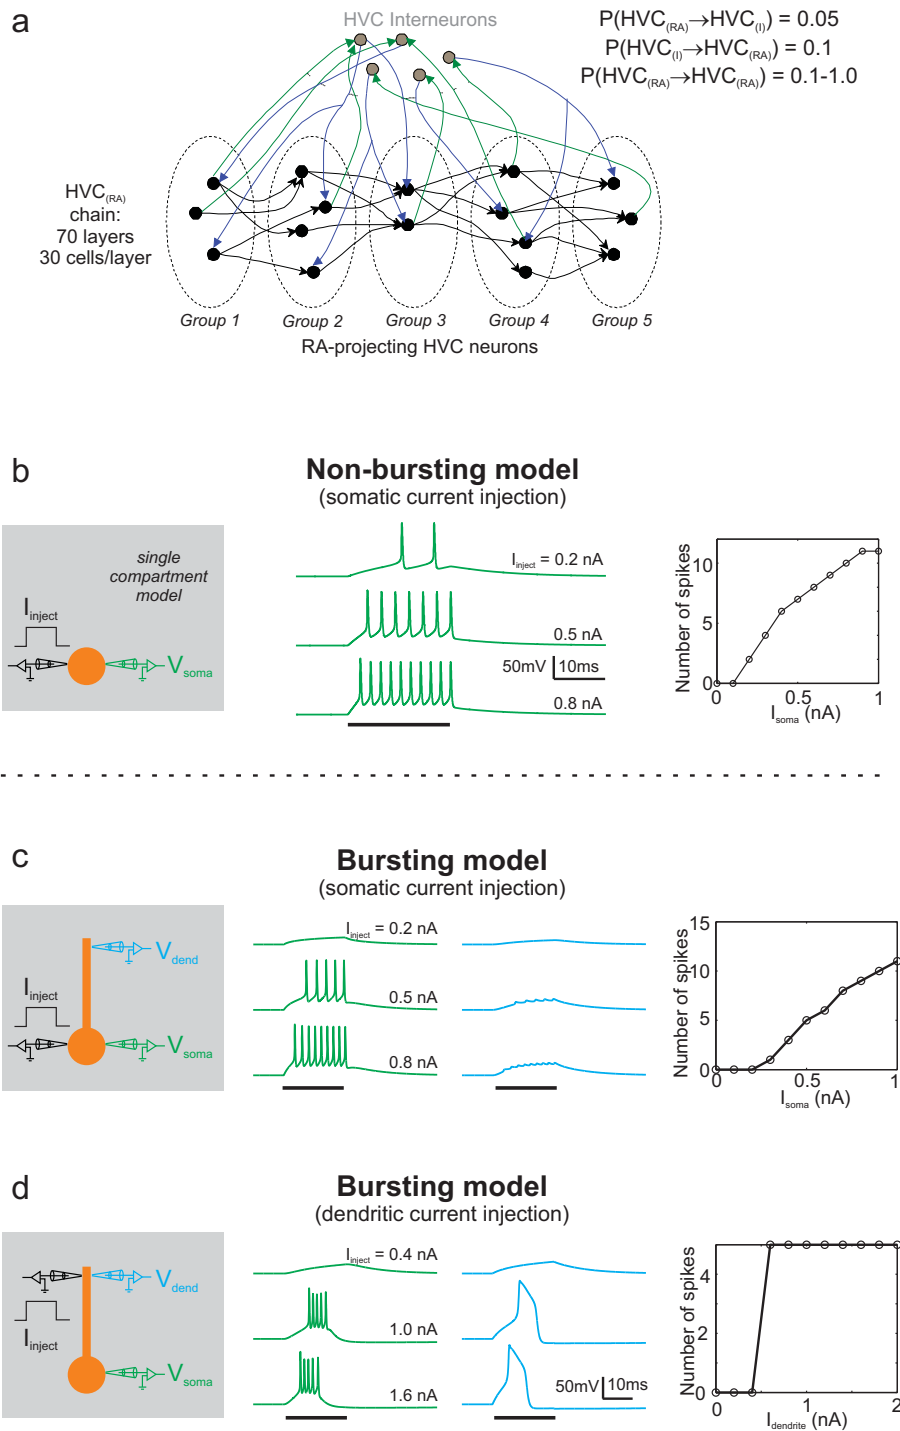 a
HVC Interneurons
P(HVC(RA)→HVC(I)) = 0.05
P(HVC(I)→HVC(RA)) = 0.1
P(HVC(RA)→HVC(RA)) = 0.1-1.0
HVC(RA)
chain:
70 layers
30 cells/layer
Group 1
Group 2
Group 3
Group 4
Group 5
RA-projecting HVC neurons
b
Non-bursting model
(somatic current injection)
single
compartment
model
Iinject
Vsoma
Iinject = 0.2 nA
0.5 nA
50mV
10ms
0.8 nA
Number of spikes
10
5
0
0
0.5
1
Isoma (nA)
c
Bursting model
(somatic current injection)
Vdend
Iinject
Vsoma
Iinject = 0.2 nA
0.5 nA
0.8 nA
Number of spikes
15
10
5
0
0
0.5
1
Isoma (nA)
d
Bursting model
(dendritic current injection)
Vdend
Iinject
Vsoma
Iinject = 0.4 nA
1.0 nA
1.6 nA
50mV
10ms
Number of spikes
4
2
0
0
1
2
Idendrite (nA)